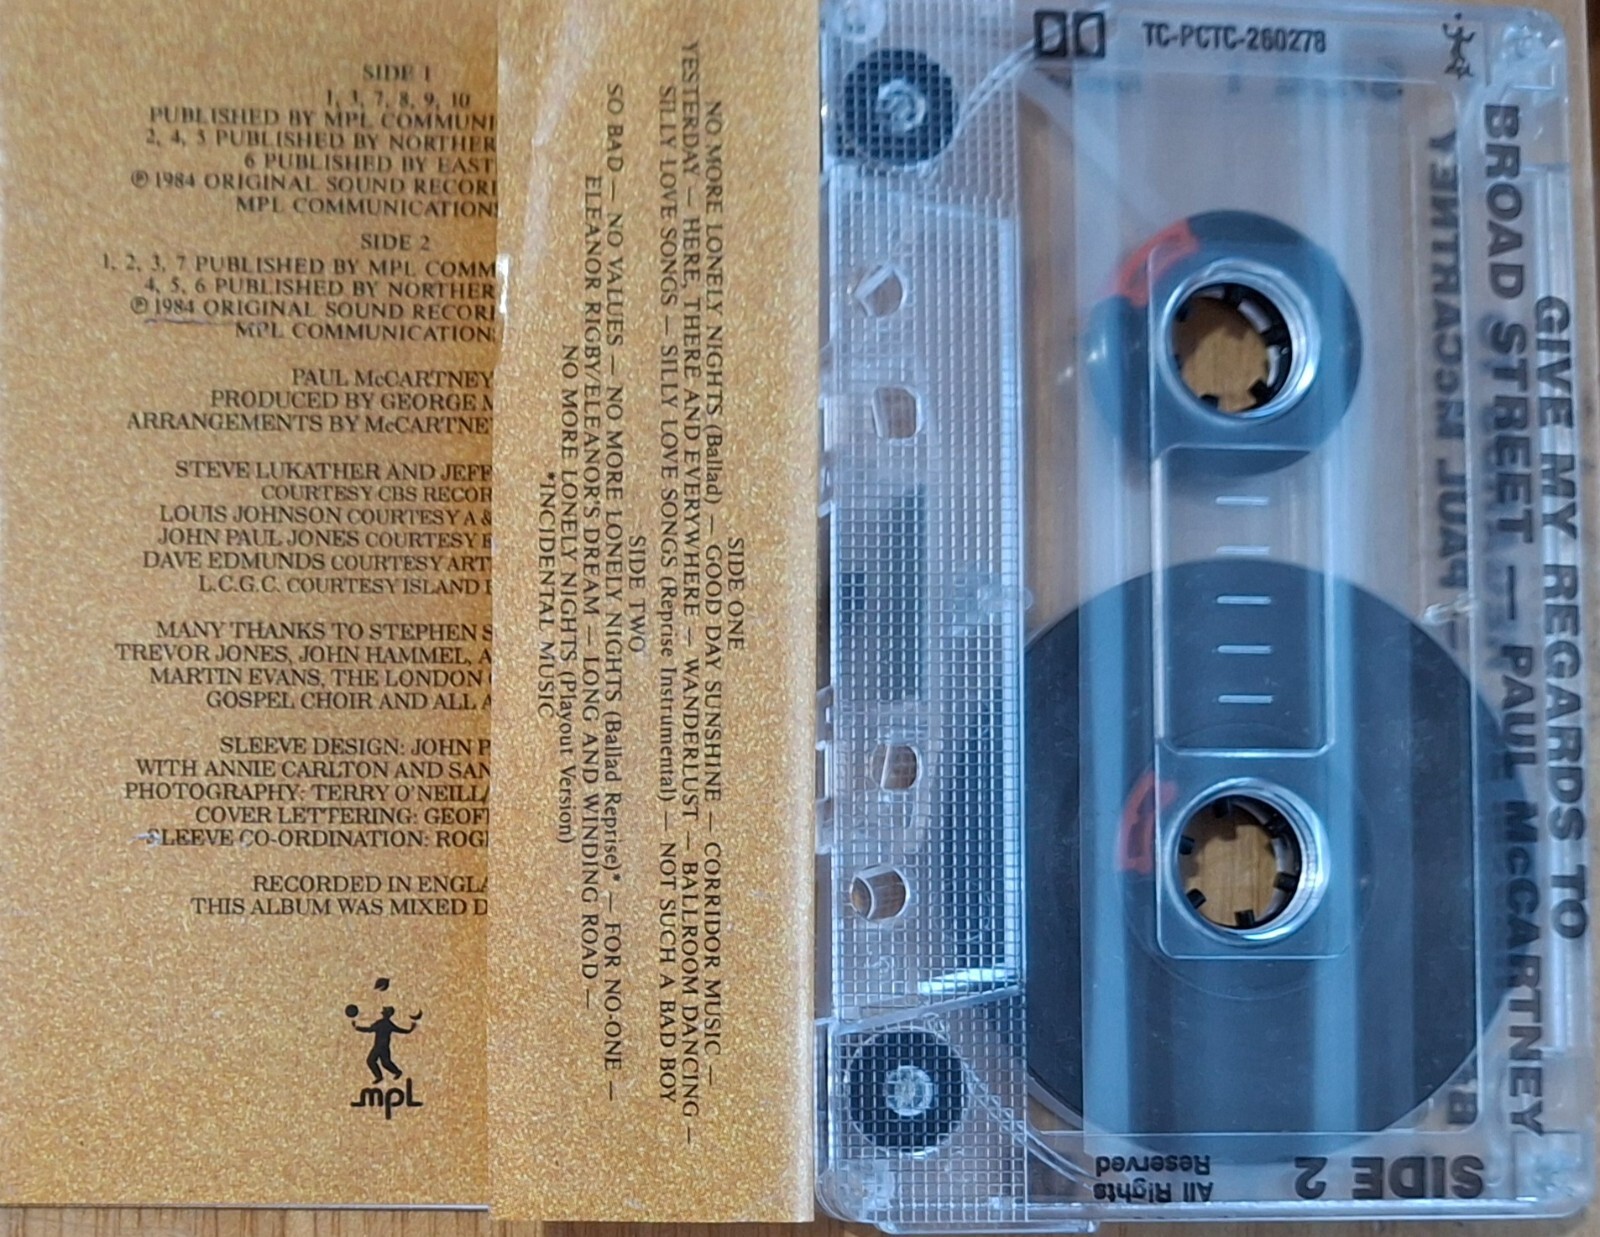 SIDE 1
1, 3, 7, 8, 9, 10
PUBLISHED BY MPL COMMUNI
2, 4, 5 PUBLISHED BY NORTHER
6 PUBLISHED BY EAST
℗ 1984 ORIGINAL SOUND RECORI
MPL COMMUNICATIONS
SIDE 2
1, 2, 3, 7 PUBLISHED BY MPL COMM
4, 5, 6 PUBLISHED BY NORTHER
℗ 1984 ORIGINAL SOUND RECORI
MPL COMMUNICATIONS
PAUL McCARTNEY
PRODUCED BY GEORGE M
ARRANGEMENTS BY McCARTNEY
STEVE LUKATHER AND JEFF
COURTESY CBS RECOR
LOUIS JOHNSON COURTESY A &
JOHN PAUL JONES COURTESY E
DAVE EDMUNDS COURTESY ART
L.C.G.C. COURTESY ISLAND
MANY THANKS TO STEPHEN S
TREVOR JONES, JOHN HAMMEL, A
MARTIN EVANS, THE LONDON
GOSPEL CHOIR AND ALL A
SLEEVE DESIGN: JOHN P
WITH ANNIE CARLTON AND SAN
PHOTOGRAPHY: TERRY O'NEILL
COVER LETTERING: GEOFF
SLEEVE CO-ORDINATION: ROG
RECORDED IN ENGLA
THIS ALBUM WAS MIXED D
mpl
SIDE ONE
NO MORE LONELY NIGHTS (Ballad) — GOOD DAY SUNSHINE — CORRIDOR MUSIC —
YESTERDAY — HERE, THERE AND EVERYWHERE — WANDERLUST — BALLROOM DANCING —
SILLY LOVE SONGS — SILLY LOVE SONGS (Reprise Instrumental) — NOT SUCH A BAD BOY
SIDE TWO
SO BAD — NO VALUES — NO MORE LONELY NIGHTS (Ballad Reprise)* — FOR NO-ONE —
ELEANOR RIGBY/ELEANOR'S DREAM — LONG AND WINDING ROAD —
NO MORE LONELY NIGHTS (Playout Version)
*INCIDENTAL MUSIC
TC-PCTC-260278
GIVE MY REGARDS TO
BROAD STREET — PAUL McCARTNEY
SIDE 2
All Rights
Reserved